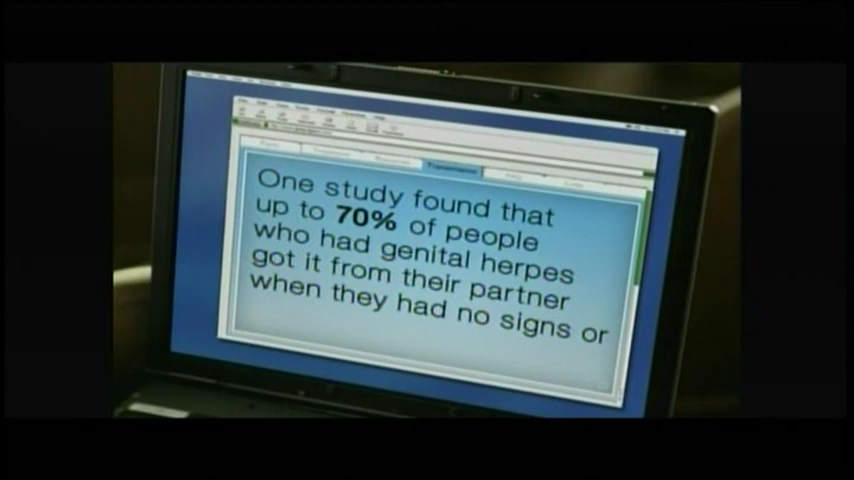 Transmission
One study found that
up to 70% of people
who had genital herpes
got it from their partner
when they had no signs or